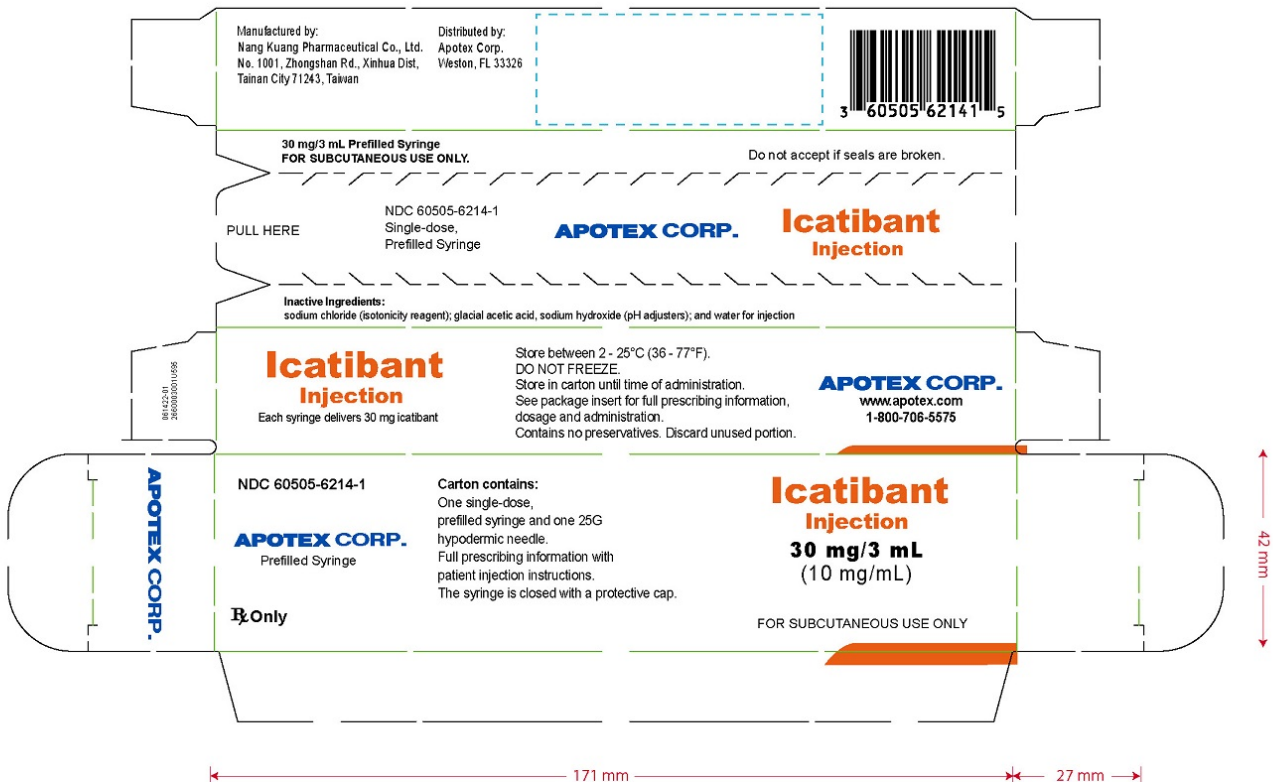 Manufactured by:
Nang Kuang Pharmaceutical Co., Ltd.
No. 1001, Zhongshan Rd., Xinhua Dist,
Tainan City 71243, Taiwan
Distributed by:
Apotex Corp.
Weston, FL 33326
3 60505 62141 5
30 mg/3 mL Prefilled Syringe
FOR SUBCUTANEOUS USE ONLY.
Do not accept if seals are broken.
PULL HERE
NDC 60505-6214-1
Single-dose,
Prefilled Syringe
APOTEX CORP.
Icatibant
Injection
Inactive Ingredients:
sodium chloride (isotonicity reagent); glacial acetic acid, sodium hydroxide (pH adjusters); and water for injection
061422-01
Icatibant
Injection
Each syringe delivers 30 mg icatibant
Store between 2 - 25°C (36 - 77°F).
DO NOT FREEZE.
Store in carton until time of administration.
See package insert for full prescribing information,
dosage and administration.
Contains no preservatives. Discard unused portion.
APOTEX CORP.
www.apotex.com
1-800-706-5575
APOTEX CORP.
NDC 60505-6214-1
APOTEX CORP.
Prefilled Syringe
℞ Only
Carton contains:
One single-dose,
prefilled syringe and one 25G
hypodermic needle.
Full prescribing information with
patient injection instructions.
The syringe is closed with a protective cap.
Icatibant
Injection
30 mg/3 mL
(10 mg/mL)
FOR SUBCUTANEOUS USE ONLY
42 mm
171 mm
27 mm